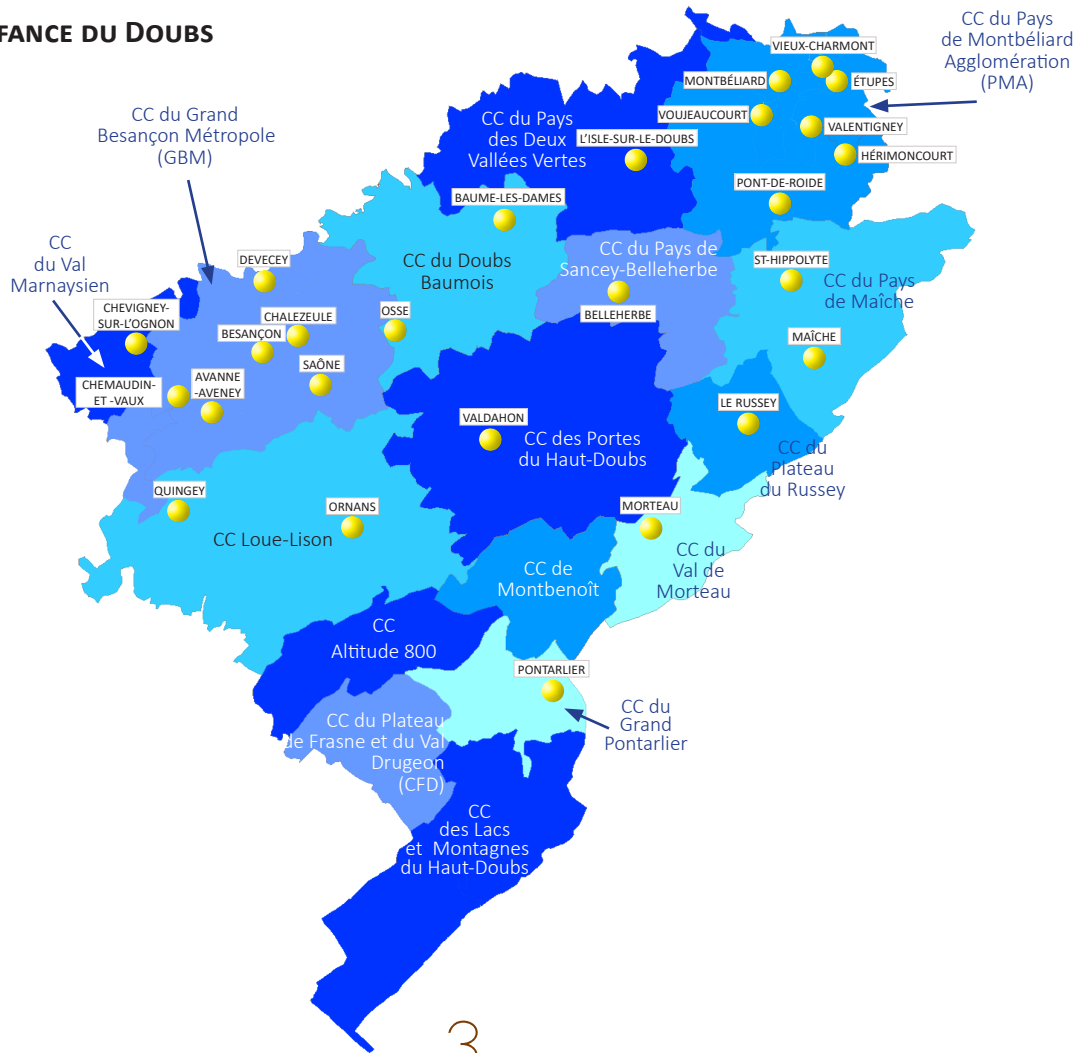 FANCE DU DOUBS
CC du Pays
de Montbéliard
Agglomération
(PMA)
VIEUX-CHARMONT
MONTBÉLIARD
ÉTUPES
VOUJEAUCOURT
VALENTIGNEY
HÉRIMONCOURT
PONT-DE-ROIDE
CC du Grand
Besançon Métropole
(GBM)
CC du Pays
des Deux
Vallées Vertes
L'ISLE-SUR-LE-DOUBS
BAUME-LES-DAMES
CC
du Val
Marnaysien
DEVECEY
CC du Doubs
Baumois
CC du Pays de
Sancey-Belleherbe
BELLEHERBE
ST-HIPPOLYTE
CC du Pays
de Maîche
MAÎCHE
CHEVIGNEY-
SUR-L'OGNON
BESANÇON
CHALEZEULE
OSSE
CHEMAUDIN-
ET -VAUX
AVANNE
-AVENEY
SAÔNE
LE RUSSEY
VALDAHON
CC des Portes
du Haut-Doubs
CC du
Plateau
du Russey
QUINGEY
ORNANS
CC Loue-Lison
MORTEAU
CC du
Val de
Morteau
CC de
Montbenoît
CC
Altitude 800
PONTARLIER
CC du
Grand
Pontarlier
CC du Plateau
de Frasne et du Val
Drugeon
(CFD)
CC
des Lacs
et Montagnes
du Haut-Doubs
3